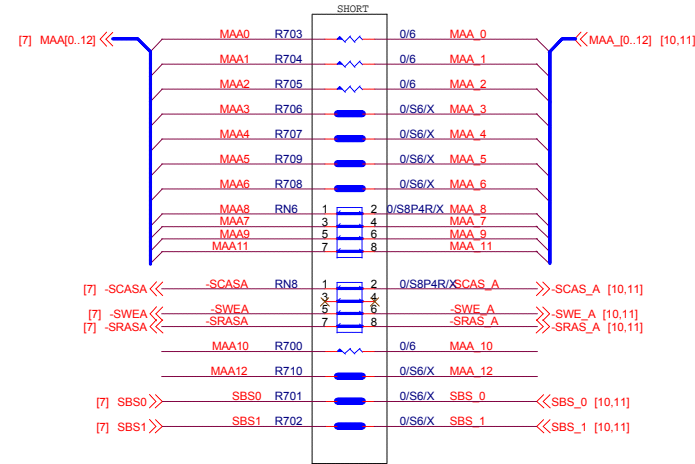 SHORT
[7] MAA[0..12] MAA0 R703 0/6 MAA_0 MAA_[0..12] [10,11]
MAA1 R704 0/6 MAA_1
MAA2 R705 0/6 MAA_2
MAA3 R706 0/S6/X MAA_3
MAA4 R707 0/S6/X MAA_4
MAA5 R709 0/S6/X MAA_5
MAA6 R708 0/S6/X MAA_6
MAA8 RN6 1 2 0/S8P4R/X MAA_8
MAA7 3 4 MAA_7
MAA9 5 6 MAA_9
MAA11 7 8 MAA_11
[7] -SCASA -SCASA RN8 1 2 0/S8P4R/X -SCAS_A -SCAS_A [10,11]
3 4
[7] -SWEA -SWEA 5 6 -SWE_A -SWE_A [10,11]
[7] -SRASA -SRASA 7 8 -SRAS_A -SRAS_A [10,11]
MAA10 R700 0/6 MAA_10
MAA12 R710 0/S6/X MAA_12
[7] SBS0 SBS0 R701 0/S6/X SBS_0 SBS_0 [10,11]
[7] SBS1 SBS1 R702 0/S6/X SBS_1 SBS_1 [10,11]